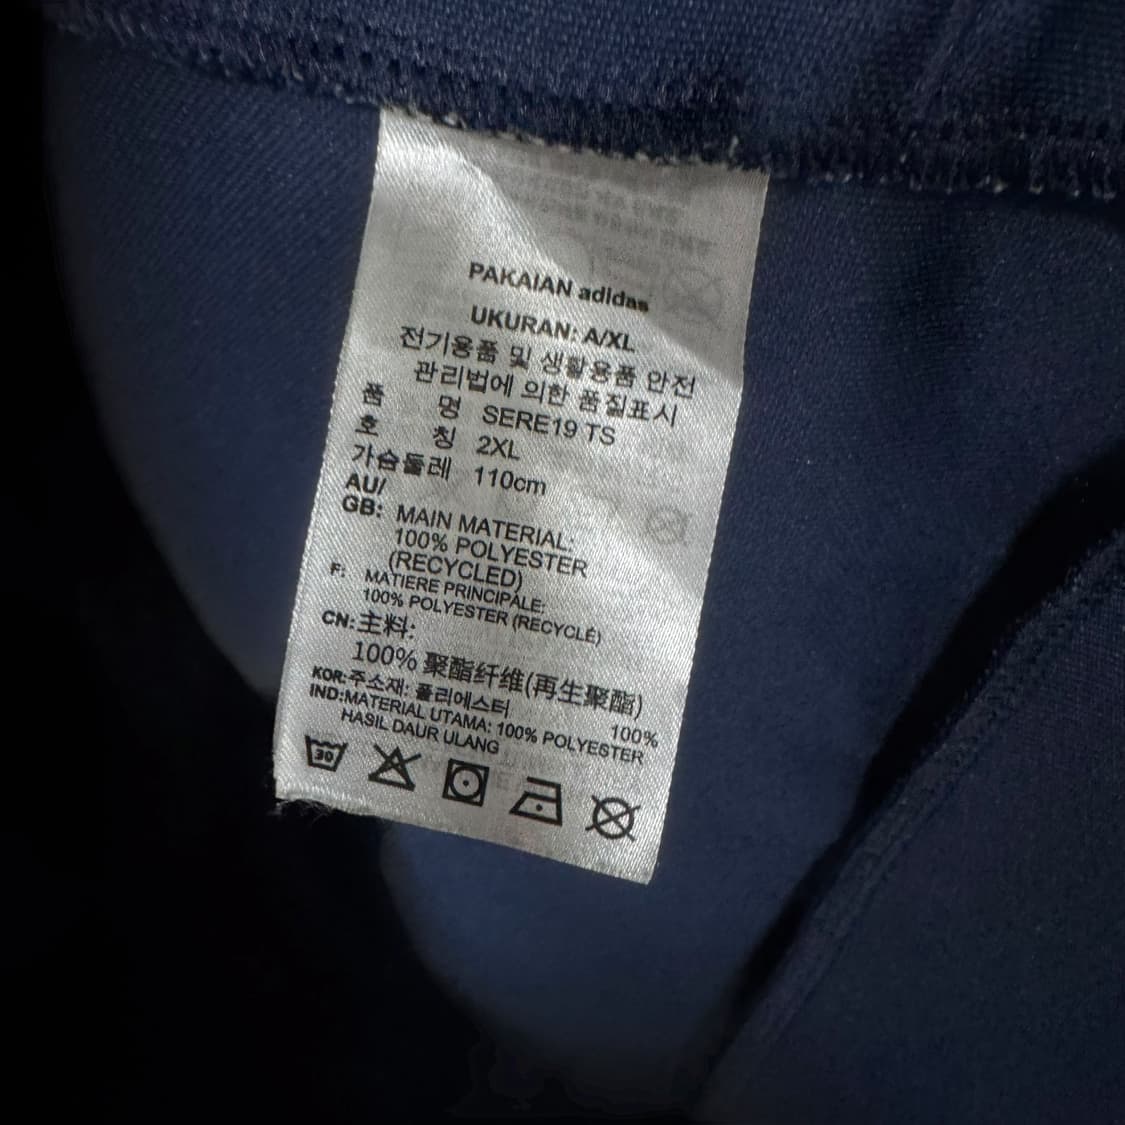 PAKAIAN adidas
UKURAN: A/XL
전기용품 및 생활용품 안전
관리법에 의한 품질표시
품 명 SERE19 TS
호 칭 2XL
가슴둘레 110cm
AU/
GB: MAIN MATERIAL:
100% POLYESTER
(RECYCLED)
F: MATIERE PRINCIPALE:
100% POLYESTER (RECYCLÉ)
CN: 主料:
100% 聚酯纤维(再生聚酯)
KOR: 주소재: 폴리에스터 100%
IND: MATERIAL UTAMA: 100% POLYESTER
HASIL DAUR ULANG
30